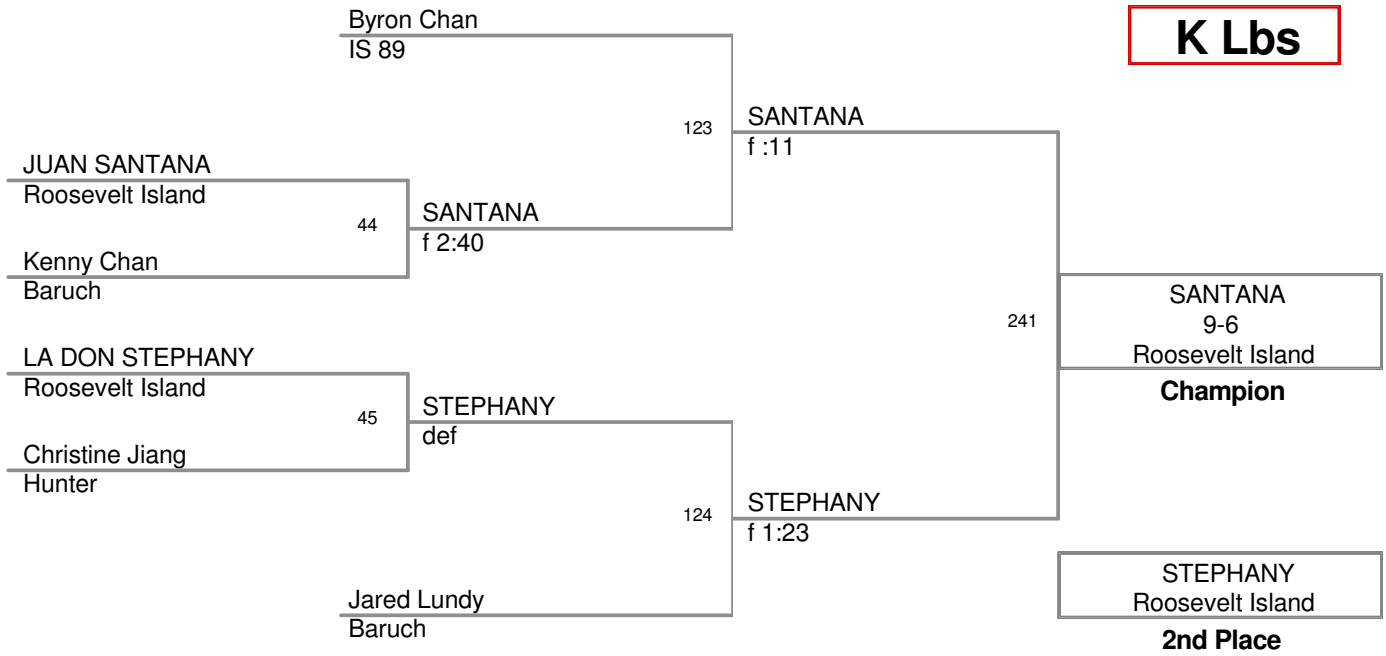 Byron Chan
IS 89
K Lbs
123
SANTANA
f :11
JUAN SANTANA
Roosevelt Island
44
SANTANA
f 2:40
Kenny Chan
Baruch
241
SANTANA
9-6
Roosevelt Island
Champion
LA DON STEPHANY
Roosevelt Island
45
STEPHANY
def
Christine Jiang
Hunter
124
STEPHANY
f 1:23
Jared Lundy
Baruch
STEPHANY
Roosevelt Island
2nd Place